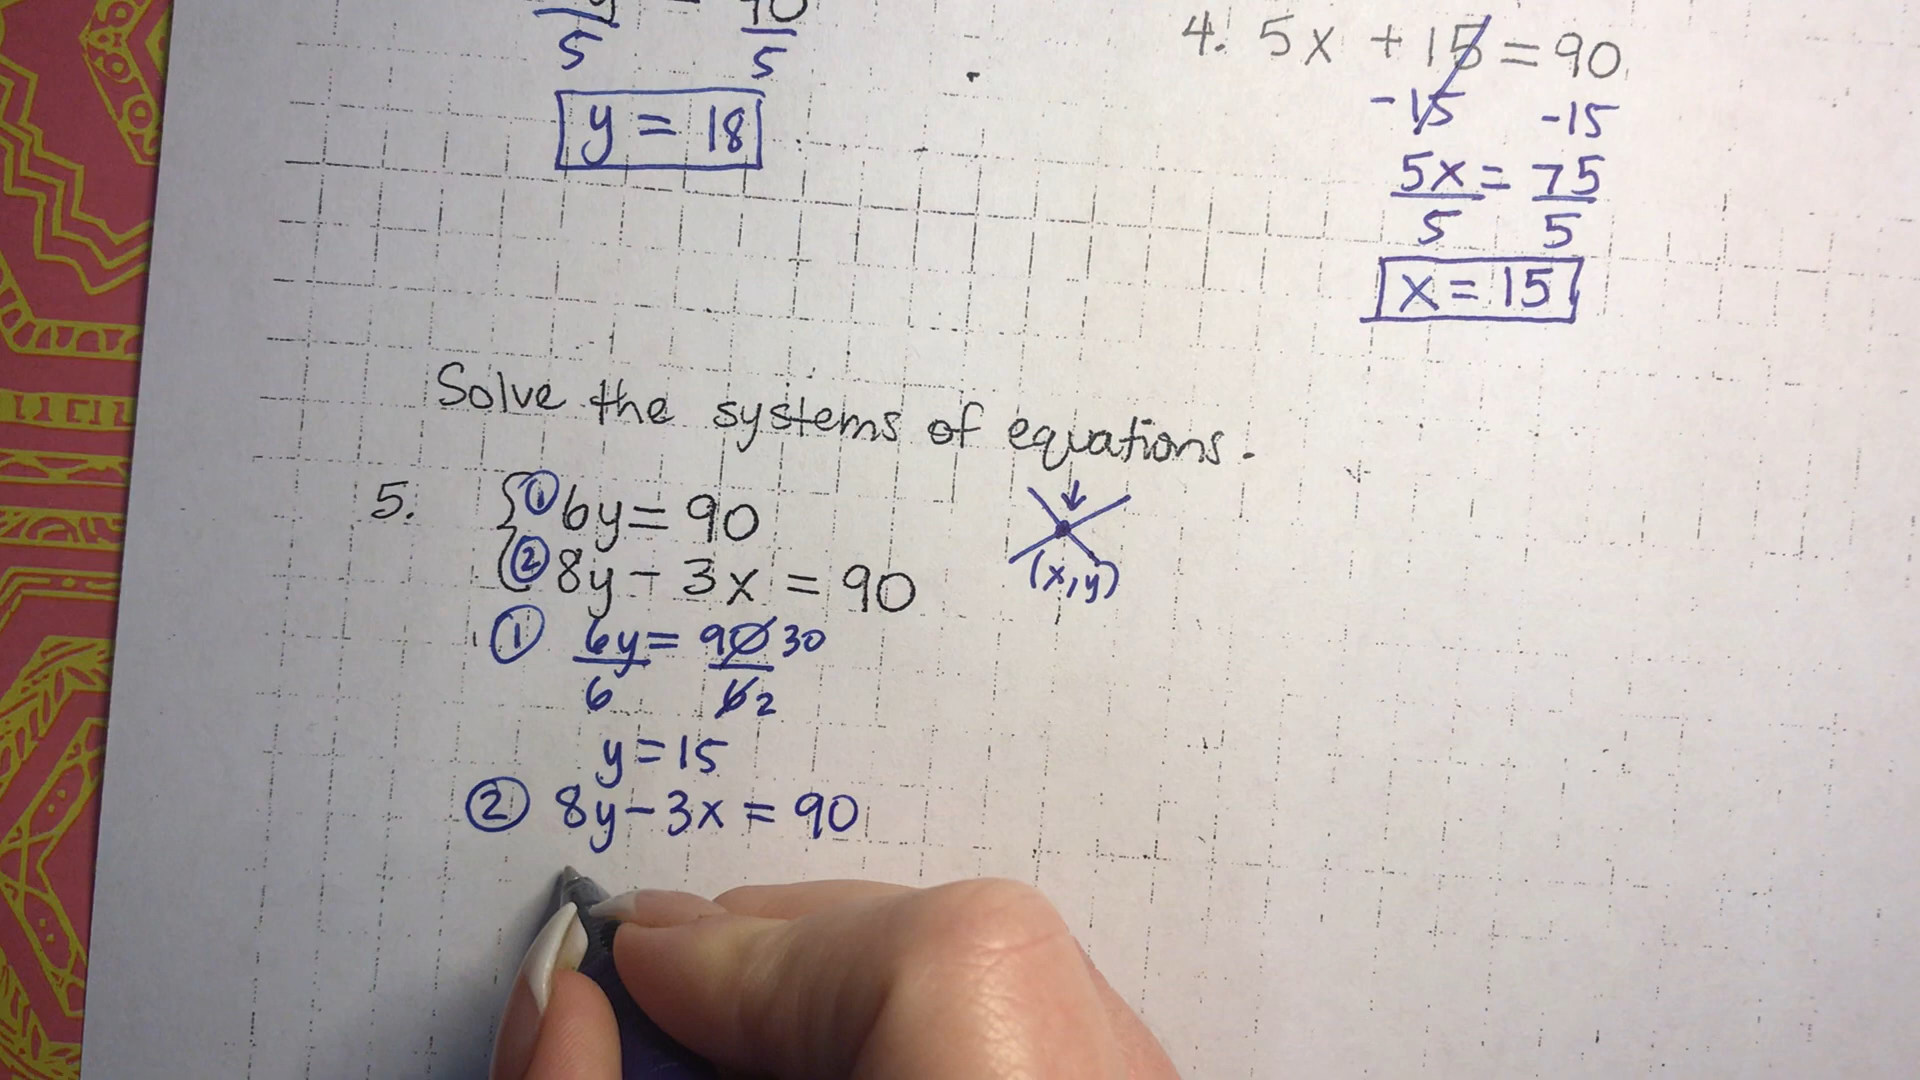 5 5
y = 18
4. 5x + 15 = 90
-15 -15
5x = 75
5 5
x = 15
Solve the systems of equations.
5. { ① 6y = 90
② 8y - 3x = 90
(x,y)
① 6y = 90 30
6 6 2
y = 15
② 8y - 3x = 90